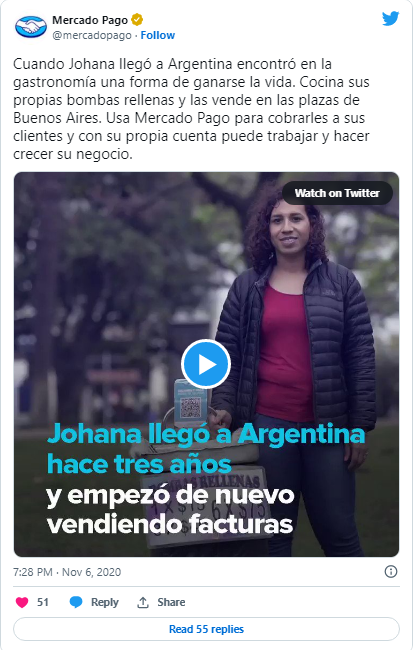 Mercado Pago
@mercadopago · Follow
Cuando Johana llegó a Argentina encontró en la
gastronomía una forma de ganarse la vida. Cocina sus
propias bombas rellenas y las vende en las plazas de
Buenos Aires. Usa Mercado Pago para cobrarles a sus
clientes y con su propia cuenta puede trabajar y hacer
crecer su negocio.
Watch on Twitter
Johana llegó a Argentina
hace tres años
y empezó de nuevo
vendiendo facturas
RELLENAS
7:28 PM · Nov 6, 2020
51 Reply Share
Read 55 replies